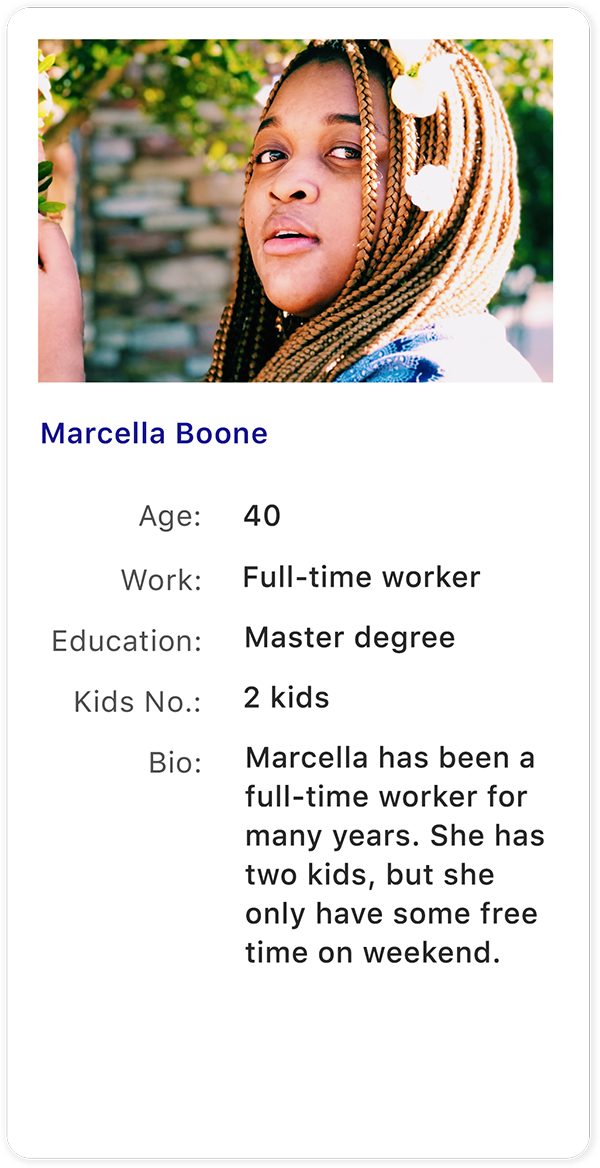 Marcella Boone
Age: 40
Work: Full-time worker
Education: Master degree
Kids No.: 2 kids
Bio: Marcella has been a
full-time worker for
many years. She has
two kids, but she
only have some free
time on weekend.